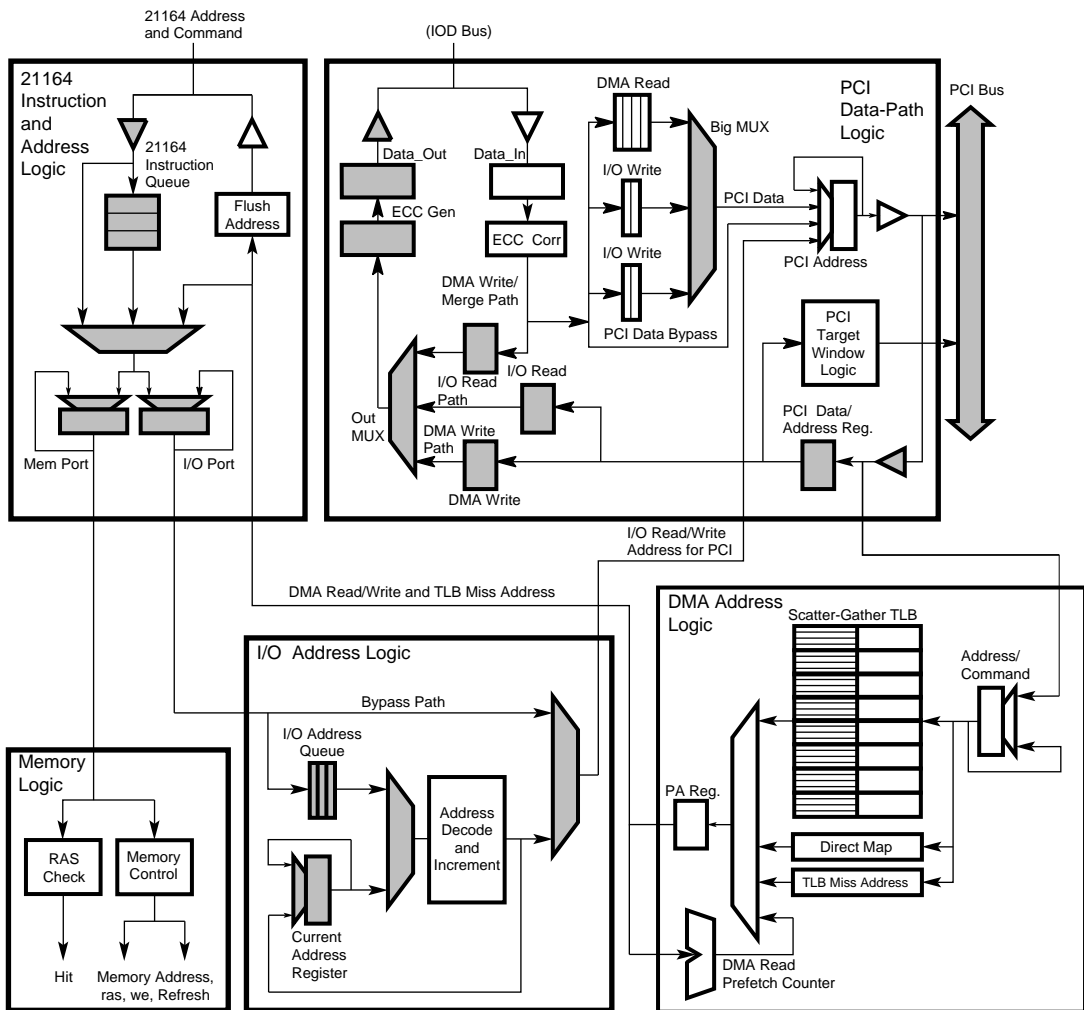 21164 Address
and Command
(IOD Bus)
21164
Instruction
and
Address
Logic
21164
Instruction
Queue
Flush
Address
Mem Port
I/O Port
PCI
Data-Path
Logic
PCI Bus
DMA Read
Big MUX
Data_Out
Data_In
I/O Write
ECC Gen
ECC Corr
PCI Data
I/O Write
PCI Address
DMA Write/
Merge Path
PCI Data Bypass
PCI
Target
Window
Logic
I/O Read
Path
I/O Read
Out
MUX
DMA Write
Path
DMA Write
PCI Data/
Address Reg.
I/O Read/Write
Address for PCI
DMA Read/Write and TLB Miss Address
DMA Address
Logic
Scatter-Gather TLB
Address/
Command
PA Reg.
Direct Map
TLB Miss Address
DMA Read
Prefetch Counter
I/O Address Logic
Bypass Path
I/O Address
Queue
Address
Decode
and
Increment
Current
Address
Register
Memory
Logic
RAS
Check
Memory
Control
Hit
Memory Address,
ras, we, Refresh